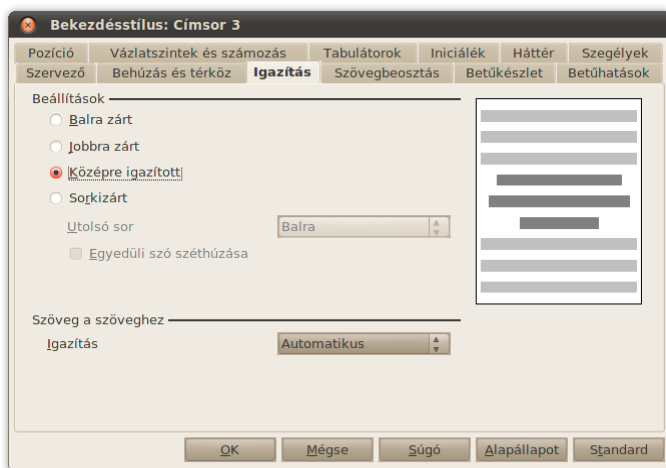 Bekezdésstílus: Címsor 3
Pozíció Vázlatszintek és számozás Tabulátorok Iniciálék Háttér Szegélyek
Szervező Behúzás és térköz Igazítás Szövegbeosztás Betűkészlet Betűhatások
Beállítások
Balra zárt
Jobbra zárt
Középre igazított
Sorkizárt
Utolsó sor Balra
Egyedüli szó széthúzása
Szöveg a szöveghez
Igazítás Automatikus
OK Mégse Súgó Alapállapot Standard